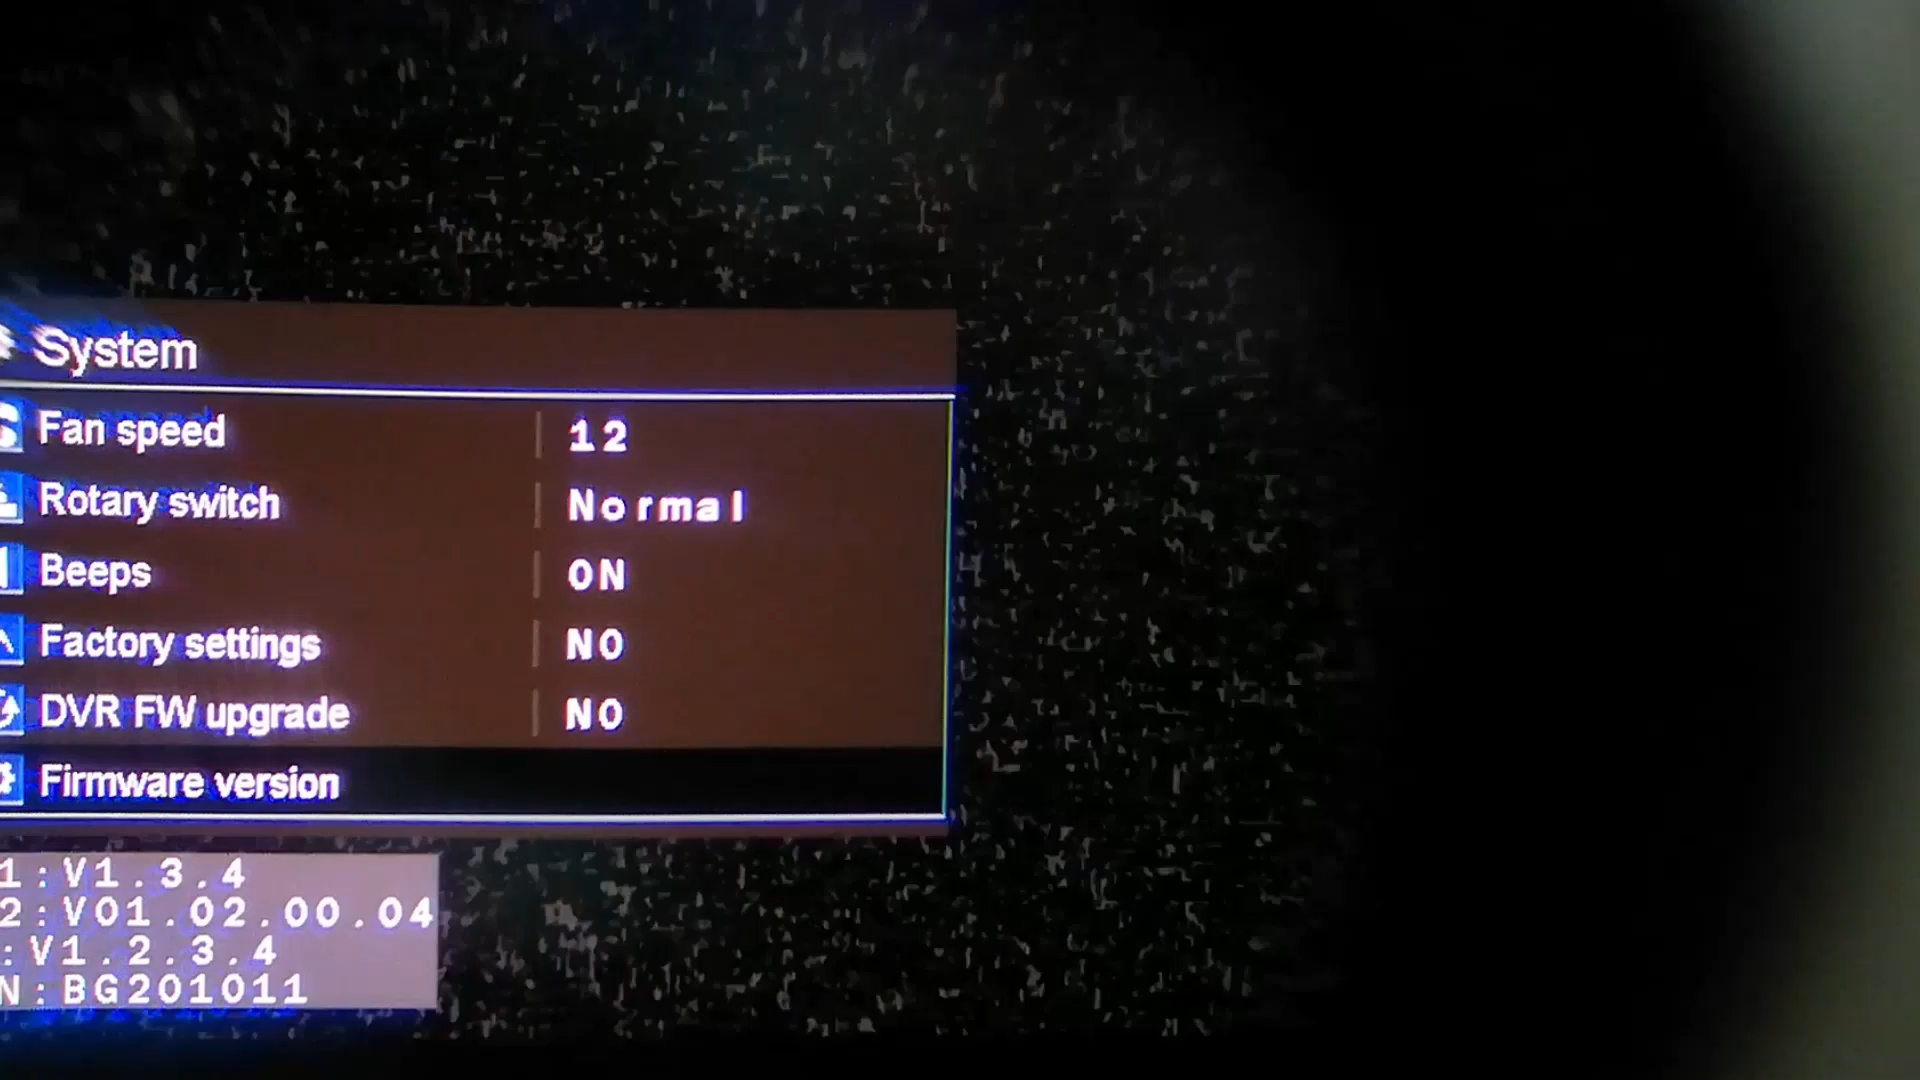 System
Fan speed | 12
Rotary switch | Normal
Beeps | ON
Factory settings | NO
DVR FW upgrade | NO
Firmware version
1:V1.3.4
2:V01.02.00.04
:V1.2.3.4
N:BG201011